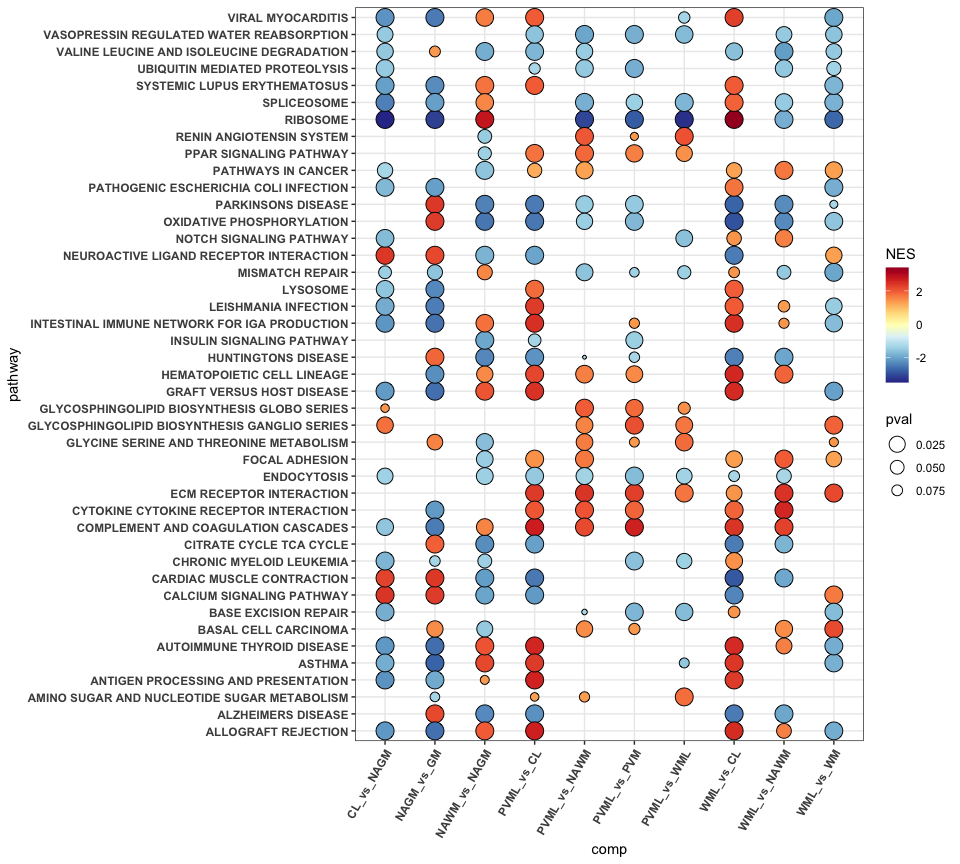 VIRAL MYOCARDITIS
VASOPRESSIN REGULATED WATER REABSORPTION
VALINE LEUCINE AND ISOLEUCINE DEGRADATION
UBIQUITIN MEDIATED PROTEOLYSIS
SYSTEMIC LUPUS ERYTHEMATOSUS
SPLICEOSOME
RIBOSOME
RENIN ANGIOTENSIN SYSTEM
PPAR SIGNALING PATHWAY
PATHWAYS IN CANCER
PATHOGENIC ESCHERICHIA COLI INFECTION
PARKINSONS DISEASE
OXIDATIVE PHOSPHORYLATION
NOTCH SIGNALING PATHWAY
NEUROACTIVE LIGAND RECEPTOR INTERACTION
MISMATCH REPAIR
LYSOSOME
LEISHMANIA INFECTION
INTESTINAL IMMUNE NETWORK FOR IGA PRODUCTION
INSULIN SIGNALING PATHWAY
HUNTINGTONS DISEASE
HEMATOPOIETIC CELL LINEAGE
GRAFT VERSUS HOST DISEASE
GLYCOSPHINGOLIPID BIOSYNTHESIS GLOBO SERIES
GLYCOSPHINGOLIPID BIOSYNTHESIS GANGLIO SERIES
GLYCINE SERINE AND THREONINE METABOLISM
FOCAL ADHESION
ENDOCYTOSIS
ECM RECEPTOR INTERACTION
CYTOKINE CYTOKINE RECEPTOR INTERACTION
COMPLEMENT AND COAGULATION CASCADES
CITRATE CYCLE TCA CYCLE
CHRONIC MYELOID LEUKEMIA
CARDIAC MUSCLE CONTRACTION
CALCIUM SIGNALING PATHWAY
BASE EXCISION REPAIR
BASAL CELL CARCINOMA
AUTOIMMUNE THYROID DISEASE
ASTHMA
ANTIGEN PROCESSING AND PRESENTATION
AMINO SUGAR AND NUCLEOTIDE SUGAR METABOLISM
ALZHEIMERS DISEASE
ALLOGRAFT REJECTION
pathway
CL_vs_NAGM
NAGM_vs_GM
NAWM_vs_NAGM
PVML_vs_CL
PVML_vs_NAWM
PVML_vs_PVM
PVML_vs_WML
WML_vs_CL
WML_vs_NAWM
WML_vs_WM
comp
NES
2
0
-2
pval
0.025
0.050
0.075